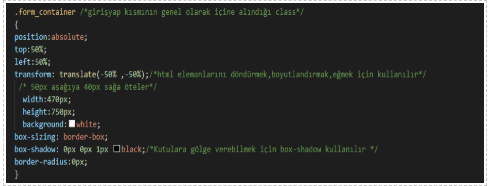 .form_container /*girişyap kısmının genel olarak içine alındığı class*/
{
position:absolute;
top:50%;
left:50%;
transform: translate(-50% ,-50%);/*html elemanlarını döndürmek,boyutlandırmak,eğmek için kullanılır*/
/* 50px aşağıya 40px sağa öteler*/
width:470px;
height:750px;
background:white;
box-sizing: border-box;
box-shadow: 0px 0px 1px black;/*Kutulara gölge verebilmek için box-shadow kullanılır */
border-radius:0px;
}